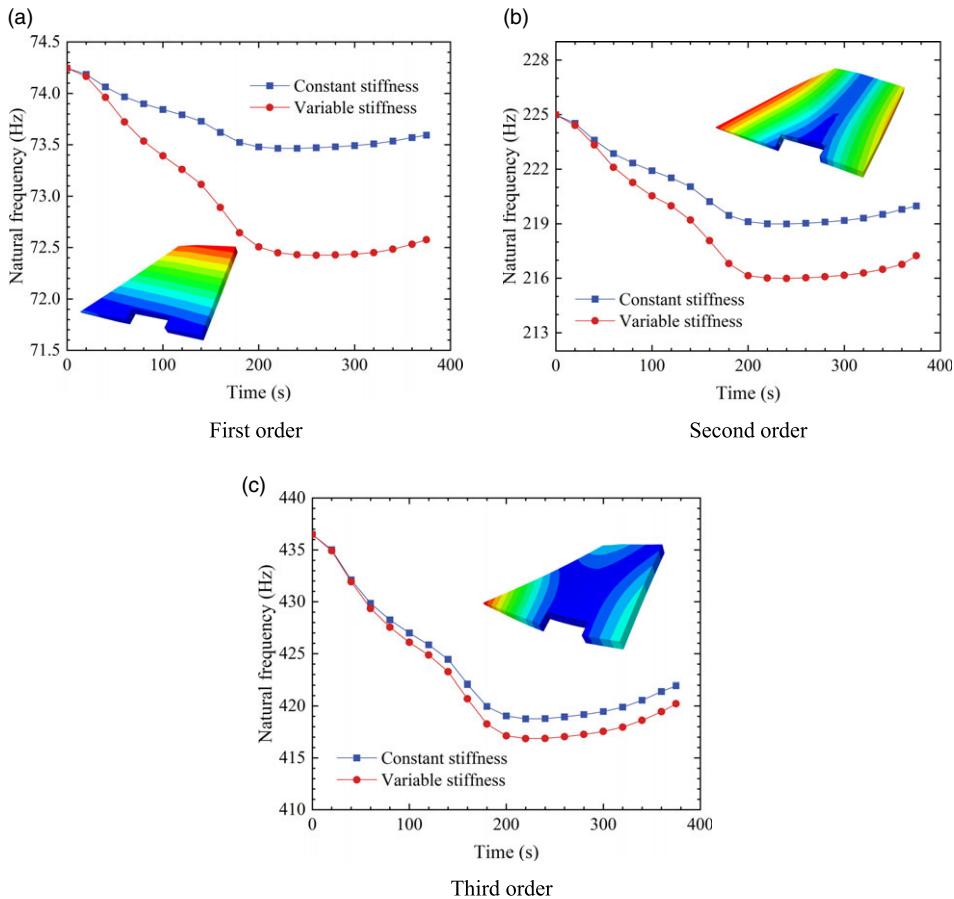 (a)
74.5
74.0
73.5
73.0
72.5
72.0
71.5
Natural frequency (Hz)
Constant stiffness
Variable stiffness
0 100 200 300 400
Time (s)
First order
(b)
228
225
222
219
216
213
Natural frequency (Hz)
Constant stiffness
Variable stiffness
0 100 200 300 400
Time (s)
Second order
(c)
440
435
430
425
420
415
410
Natural frequency (Hz)
Constant stiffness
Variable stiffness
0 100 200 300 400
Time (s)
Third order